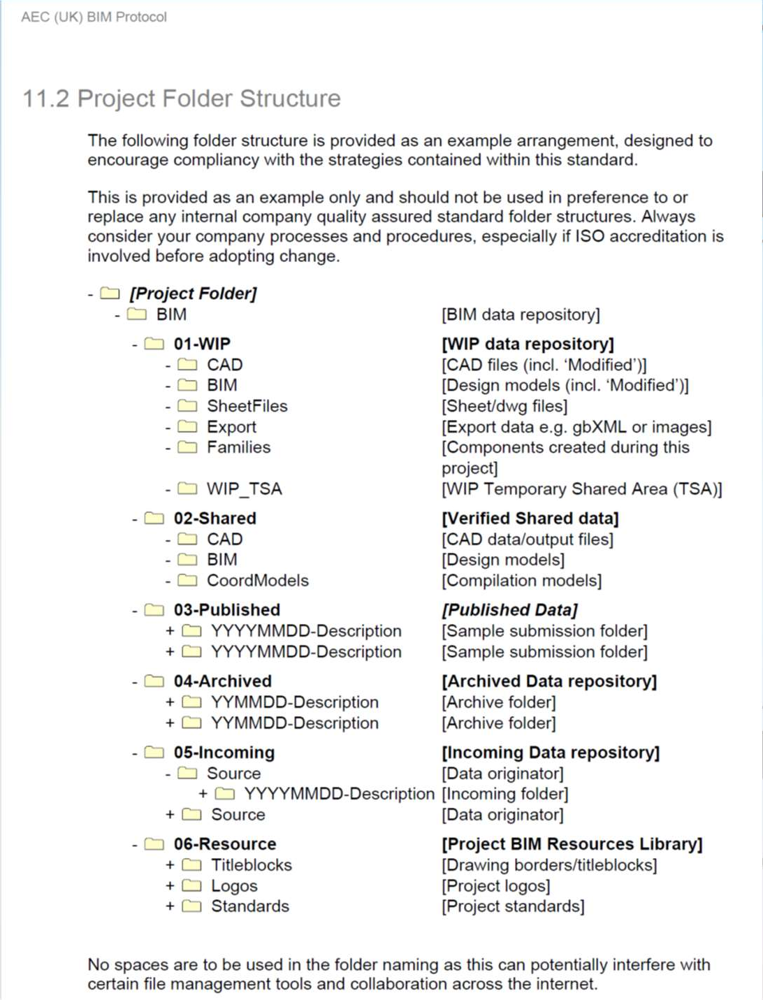 AEC (UK) BIM Protocol
11.2 Project Folder Structure
The following folder structure is provided as an example arrangement, designed to
encourage compliancy with the strategies contained within this standard.
This is provided as an example only and should not be used in preference to or
replace any internal company quality assured standard folder structures. Always
consider your company processes and procedures, especially if ISO accreditation is
involved before adopting change.
- [Project Folder]
- BIM [BIM data repository]
- 01-WIP [WIP data repository]
- CAD [CAD files (incl. ‘Modified’)]
- BIM [Design models (incl. ‘Modified’)]
- SheetFiles [Sheet/dwg files]
- Export [Export data e.g. gbXML or images]
- Families [Components created during this
project]
- WIP_TSA [WIP Temporary Shared Area (TSA)]
- 02-Shared [Verified Shared data]
- CAD [CAD data/output files]
- BIM [Design models]
- CoordModels [Compilation models]
- 03-Published [Published Data]
+ YYYYMMDD-Description [Sample submission folder]
+ YYYYMMDD-Description [Sample submission folder]
- 04-Archived [Archived Data repository]
+ YYMMDD-Description [Archive folder]
+ YYMMDD-Description [Archive folder]
- 05-Incoming [Incoming Data repository]
- Source [Data originator]
+ YYYYMMDD-Description [Incoming folder]
+ Source [Data originator]
- 06-Resource [Project BIM Resources Library]
+ Titleblocks [Drawing borders/titleblocks]
+ Logos [Project logos]
+ Standards [Project standards]
No spaces are to be used in the folder naming as this can potentially interfere with
certain file management tools and collaboration across the internet.